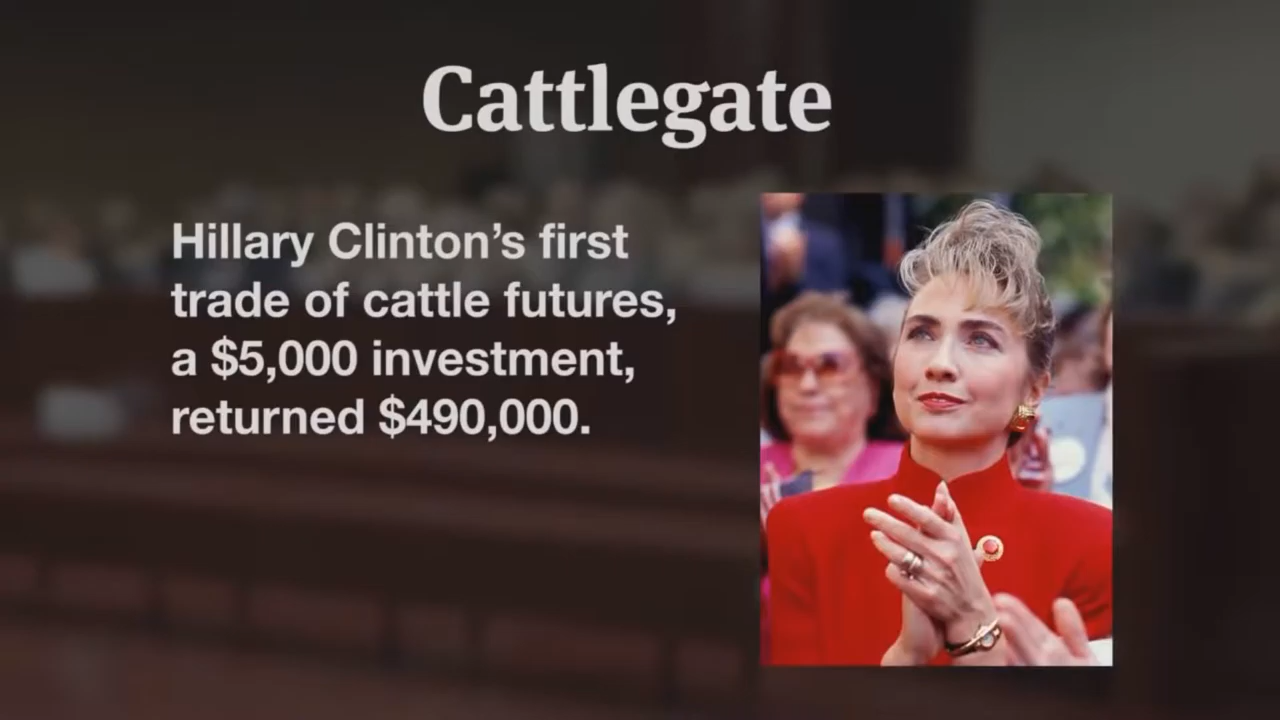 Cattlegate
Hillary Clinton’s first
trade of cattle futures,
a $5,000 investment,
returned $490,000.